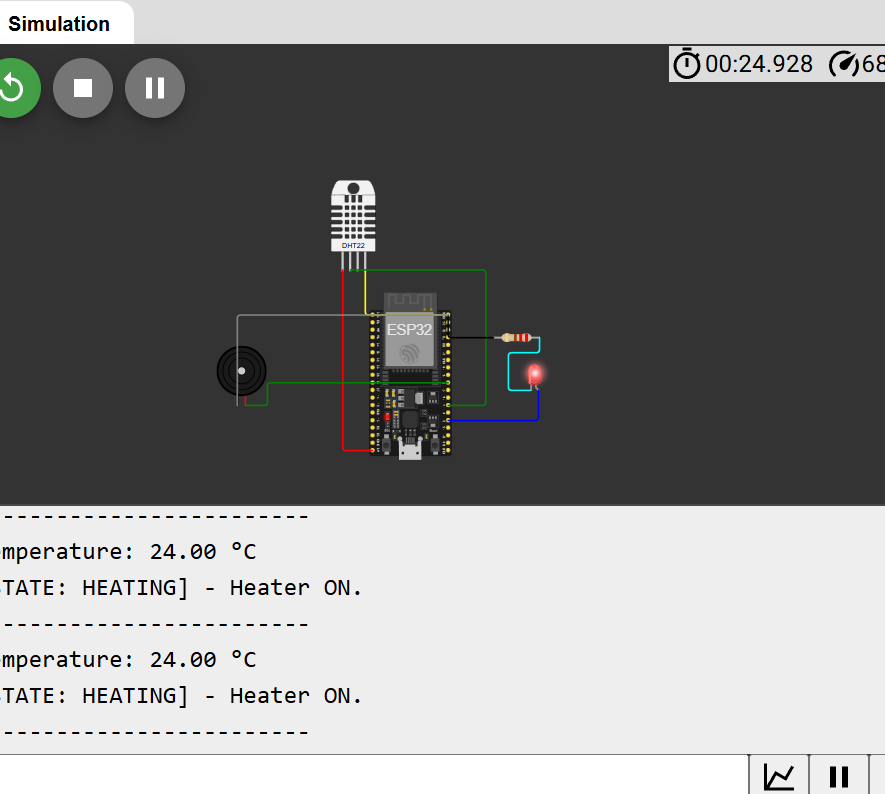 Simulation
00:24.928 68
DHT22
ESP32
-----------------------
mperature: 24.00 °C
TATE: HEATING] - Heater ON.
-----------------------
mperature: 24.00 °C
TATE: HEATING] - Heater ON.
-----------------------